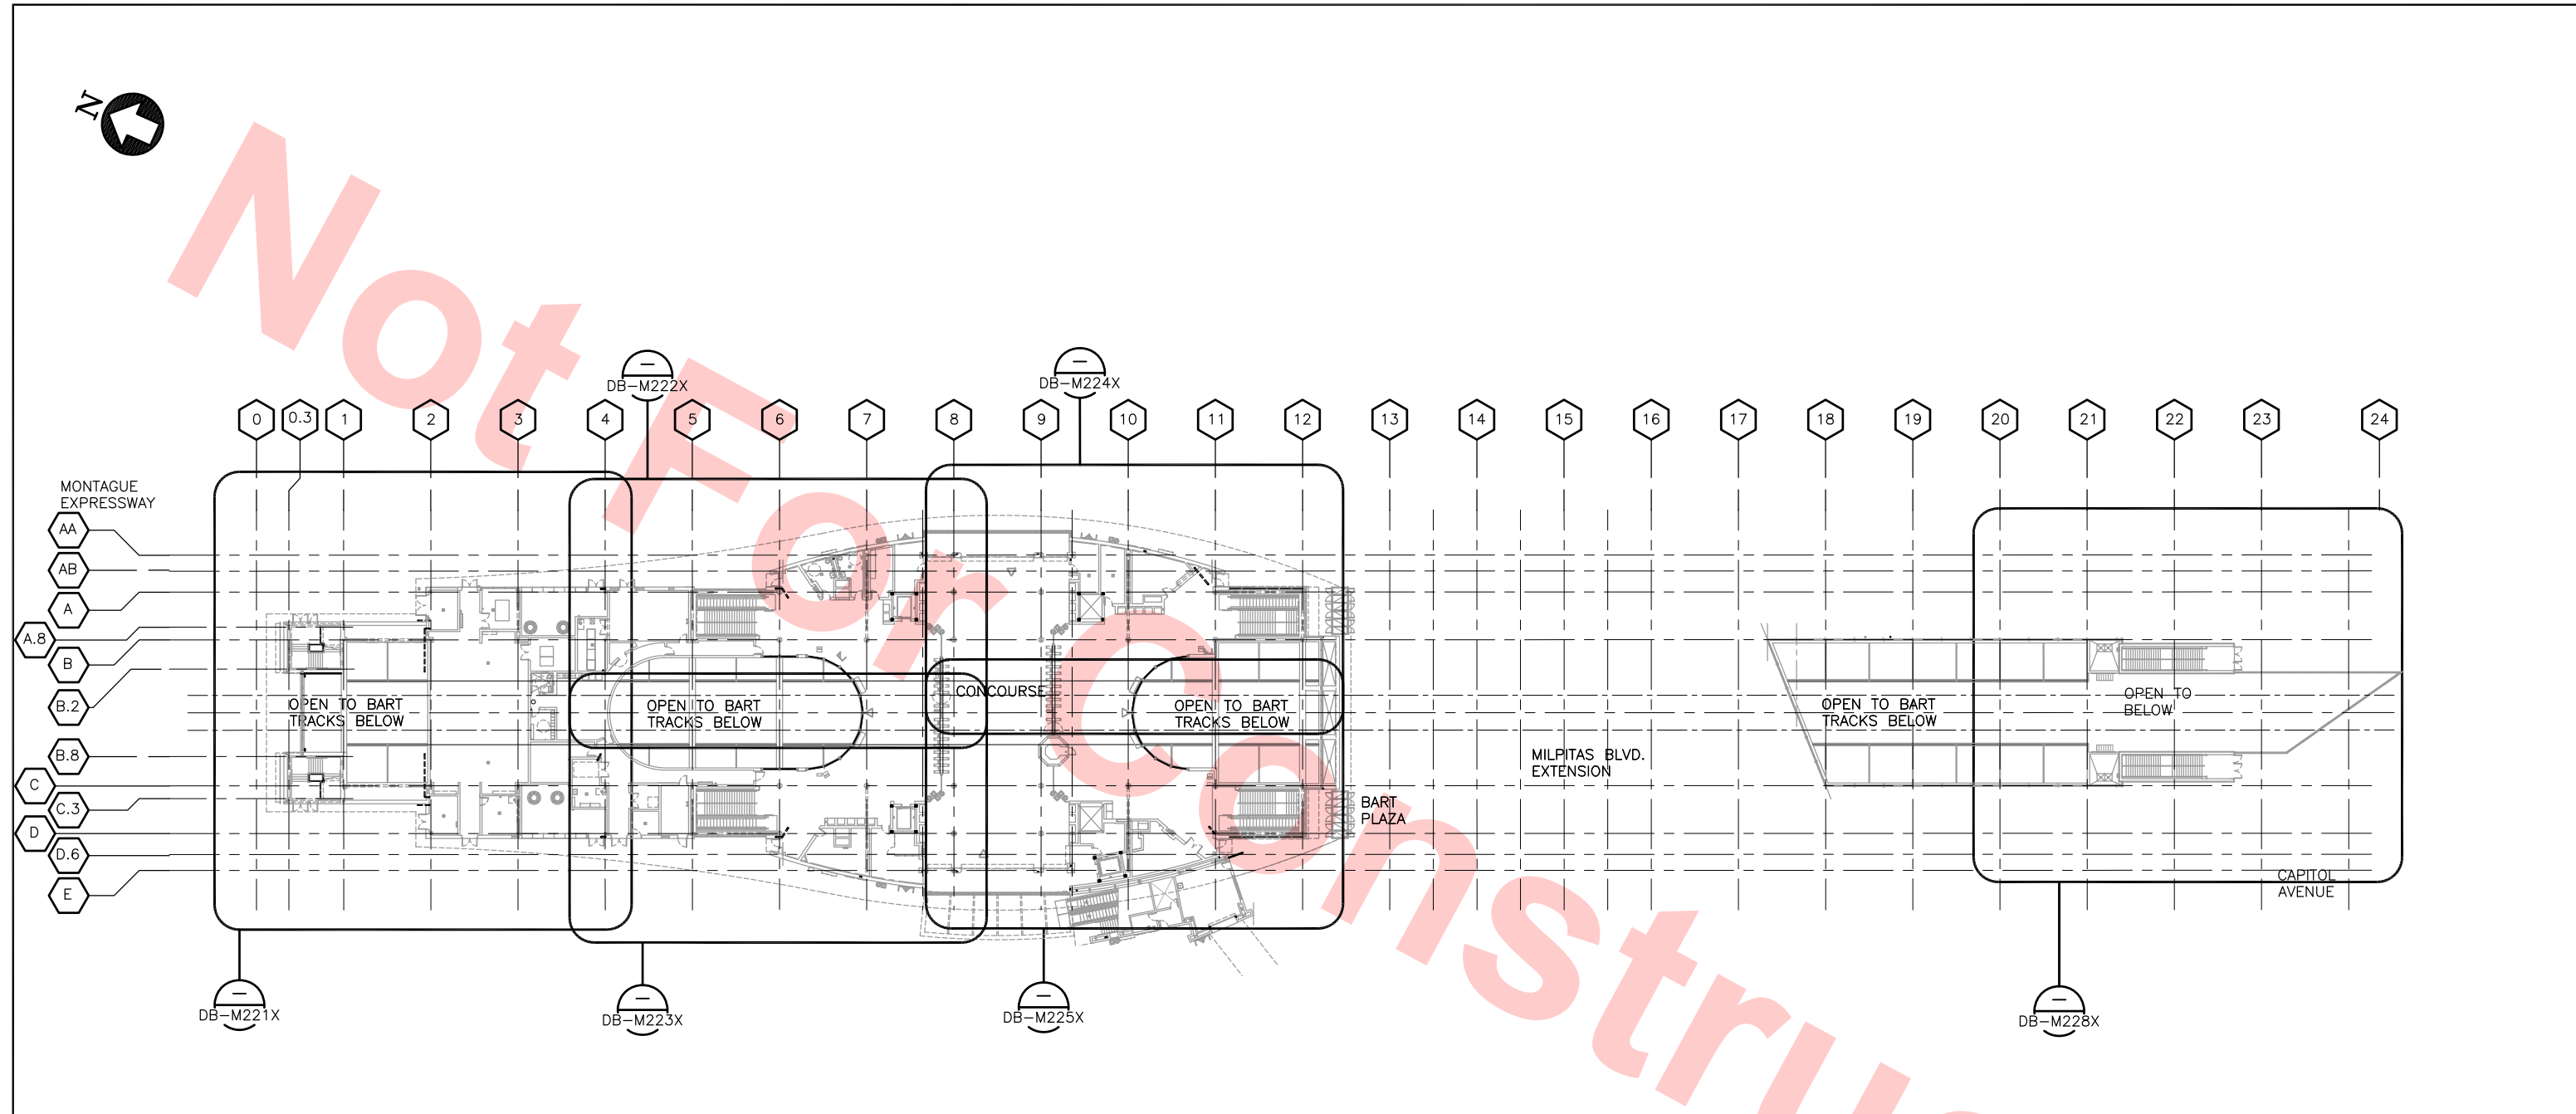 N
Not For Constru
DB-M222X
DB-M224X
0
0.3
1
2
3
4
5
6
7
8
9
10
11
12
13
14
15
16
17
18
19
20
21
22
23
24
MONTAGUE
EXPRESSWAY
AA
AB
A
A.8
B
B.2
B.8
C
C.3
D
D.6
E
OPEN TO BART
TRACKS BELOW
OPEN TO BART
TRACKS BELOW
CONCOURSE
OPEN TO BART
TRACKS BELOW
OPEN TO BART
TRACKS BELOW
OPEN TO
BELOW
MILPITAS BLVD.
EXTENSION
BART
PLAZA
CAPITOL
AVENUE
DB-M221X
DB-M223X
DB-M225X
DB-M228X